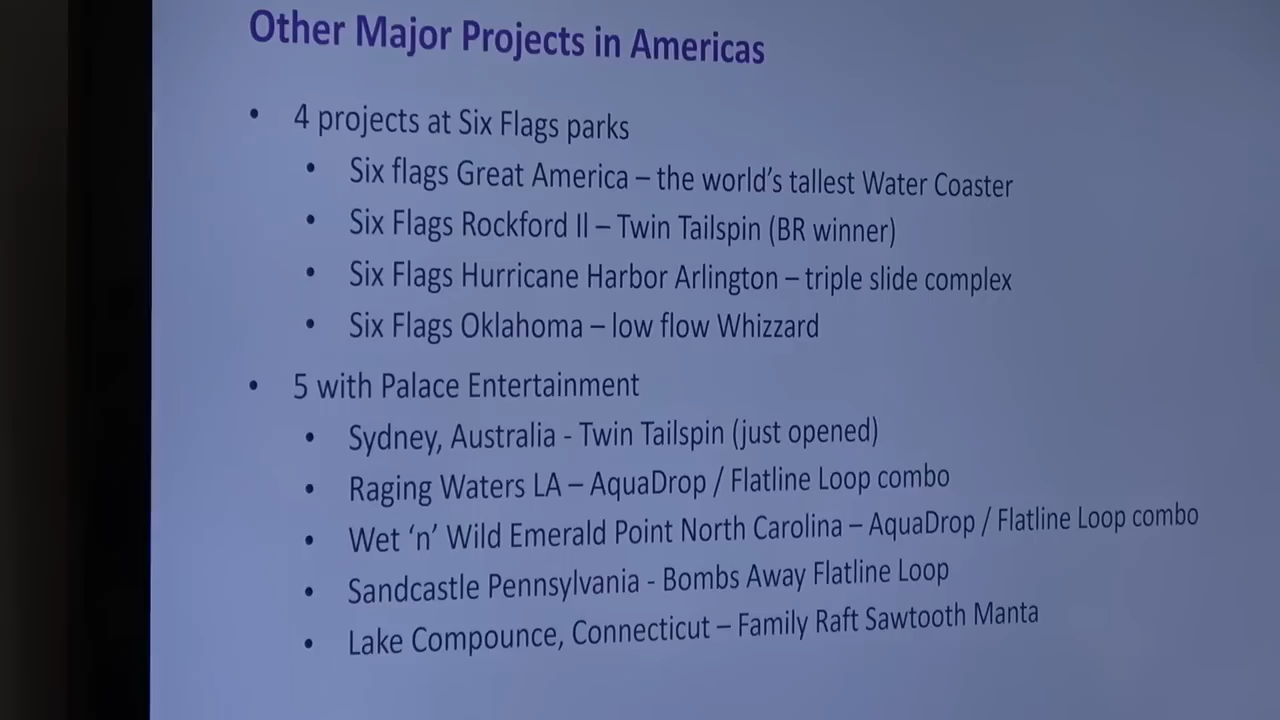 Other Major Projects in Americas
• 4 projects at Six Flags parks
• Six flags Great America – the world's tallest Water Coaster
• Six Flags Rockford II – Twin Tailspin (BR winner)
• Six Flags Hurricane Harbor Arlington – triple slide complex
• Six Flags Oklahoma – low flow Whizzard
• 5 with Palace Entertainment
• Sydney, Australia - Twin Tailspin (just opened)
• Raging Waters LA – AquaDrop / Flatline Loop combo
• Wet ‘n’ Wild Emerald Point North Carolina – AquaDrop / Flatline Loop combo
• Sandcastle Pennsylvania - Bombs Away Flatline Loop
• Lake Compounce, Connecticut – Family Raft Sawtooth Manta